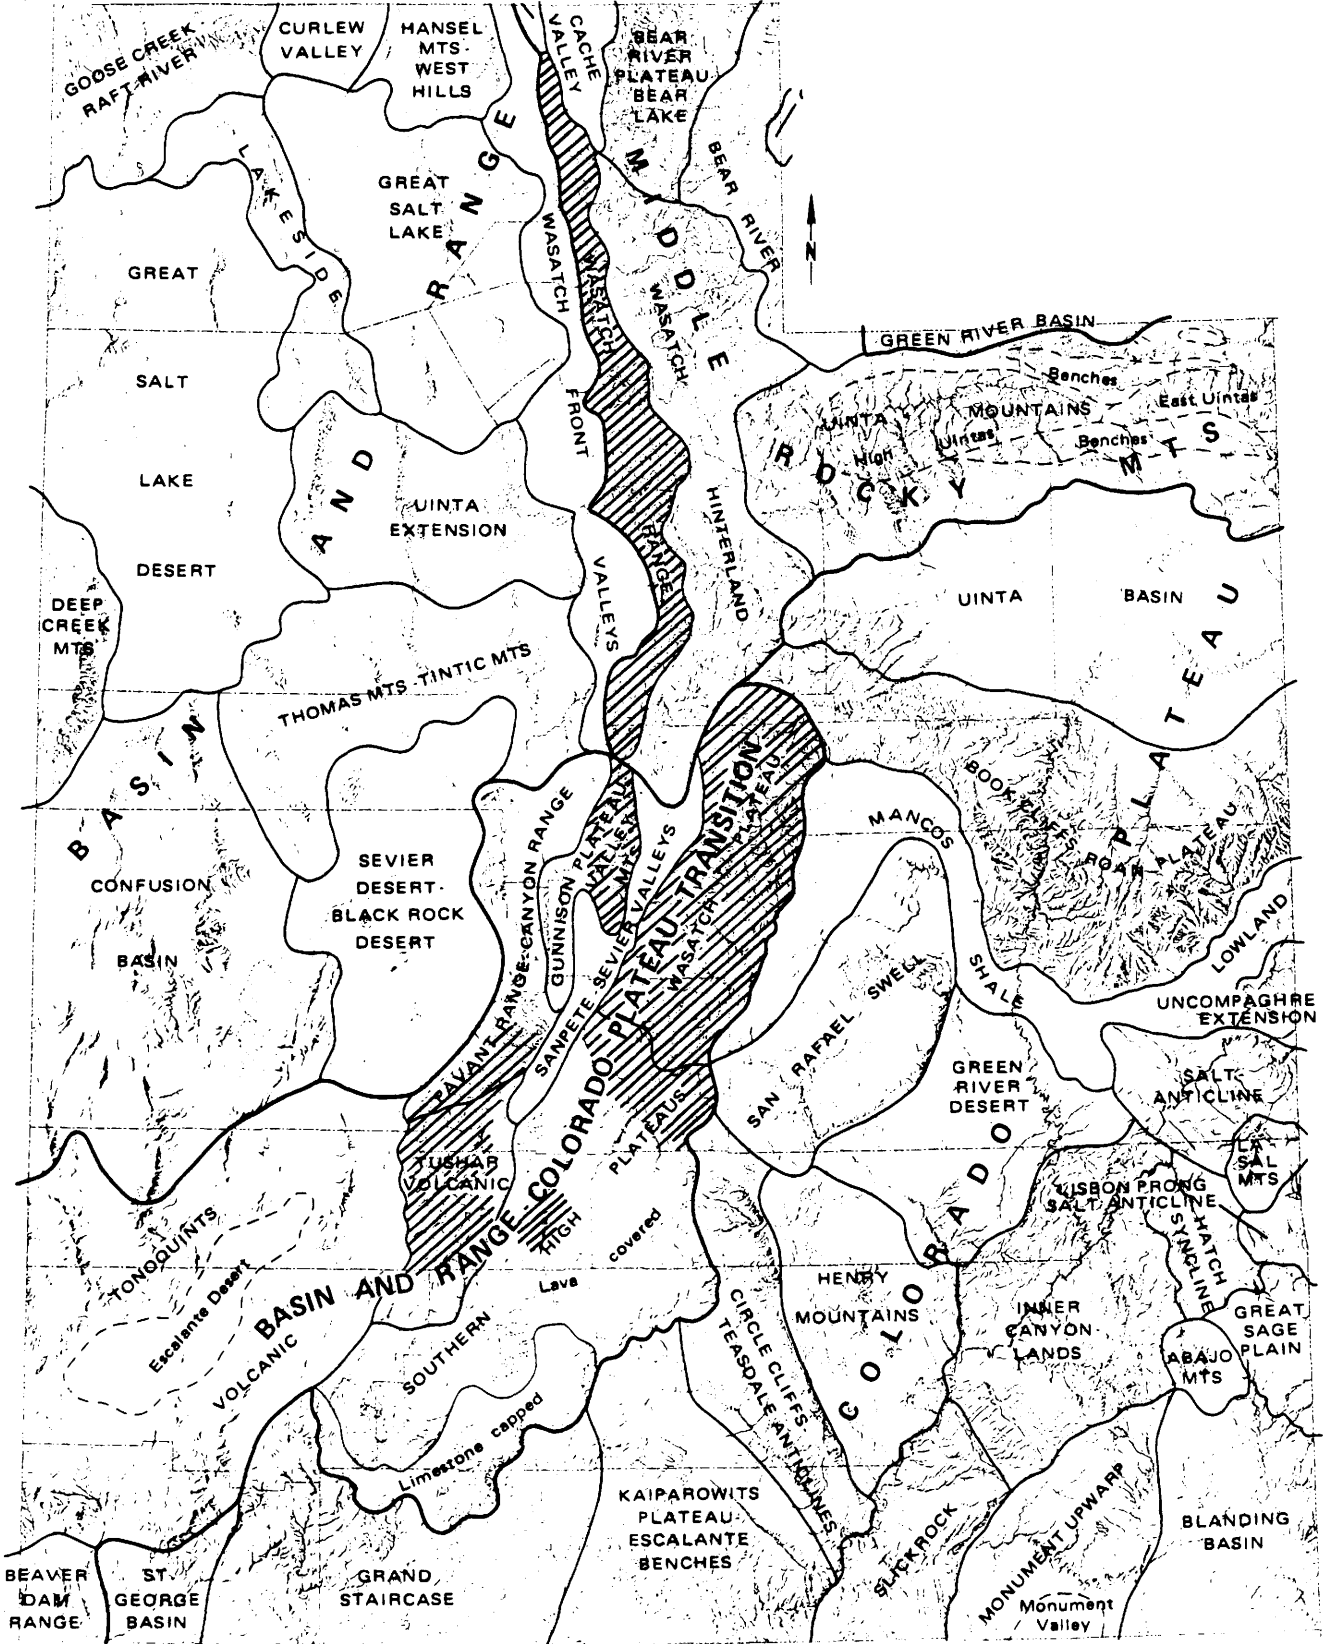 GOOSE CREEK
RAFT RIVER
CURLEW
VALLEY
HANSEL
MTS
WEST
HILLS
CACHE
VALLEY
BEAR
RIVER
PLATEAU
BEAR
LAKE
BEAR RIVER
LAKESIDE
GREAT
SALT
LAKE
BASIN AND RANGE
MIDDLE ROCKY MTS
N
GREAT
SALT
LAKE
DESERT
WASATCH FRONT VALLEYS
WASATCH RANGE
WASATCH HINTERLAND
GREEN RIVER BASIN
Benches
UINTA MOUNTAINS
East Uintas
High Uintas
Benches
UINTA
EXTENSION
DEEP
CREEK
MTS
UINTA BASIN
THOMAS MTS - TINTIC MTS
COLORADO PLATEAU
BOOK CLIFFS ROAN PLATEAU
MANCOS SHALE LOWLAND
CONFUSION
BASIN
SEVIER
DESERT-
BLACK ROCK
DESERT
PAVANT RANGE-CANYON RANGE
GUNNISON PLATEAU
VALLEY
MTS
SANPETE SEVIER VALLEYS
WASATCH PLATEAU
BASIN AND RANGE-COLORADO PLATEAU TRANSITION
SAN RAFAEL SWELL
GREEN
RIVER
DESERT
UNCOMPAGHRE
EXTENSION
SALT
ANTICLINE
LA
SAL
MTS
LISBON PRONG
SALT ANTICLINE
HATCH
SYNCLINE
TUSHAR
VOLCANIC
SOUTHERN HIGH PLATEAUS
Lava covered
Limestone capped
TONOQUINTS
VOLCANIC
Escalante Desert
HENRY
MOUNTAINS
CIRCLE CLIFFS
TEASDALE ANTICLINES
INNER
CANYON
LANDS
GREAT
SAGE
PLAIN
ABAJO
MTS
KAIPAROWITS
PLATEAU-
ESCALANTE
BENCHES
SLICKROCK
MONUMENT UPWARP
Monument
Valley
BLANDING
BASIN
BEAVER
DAM
RANGE
ST.
GEORGE
BASIN
GRAND
STAIRCASE